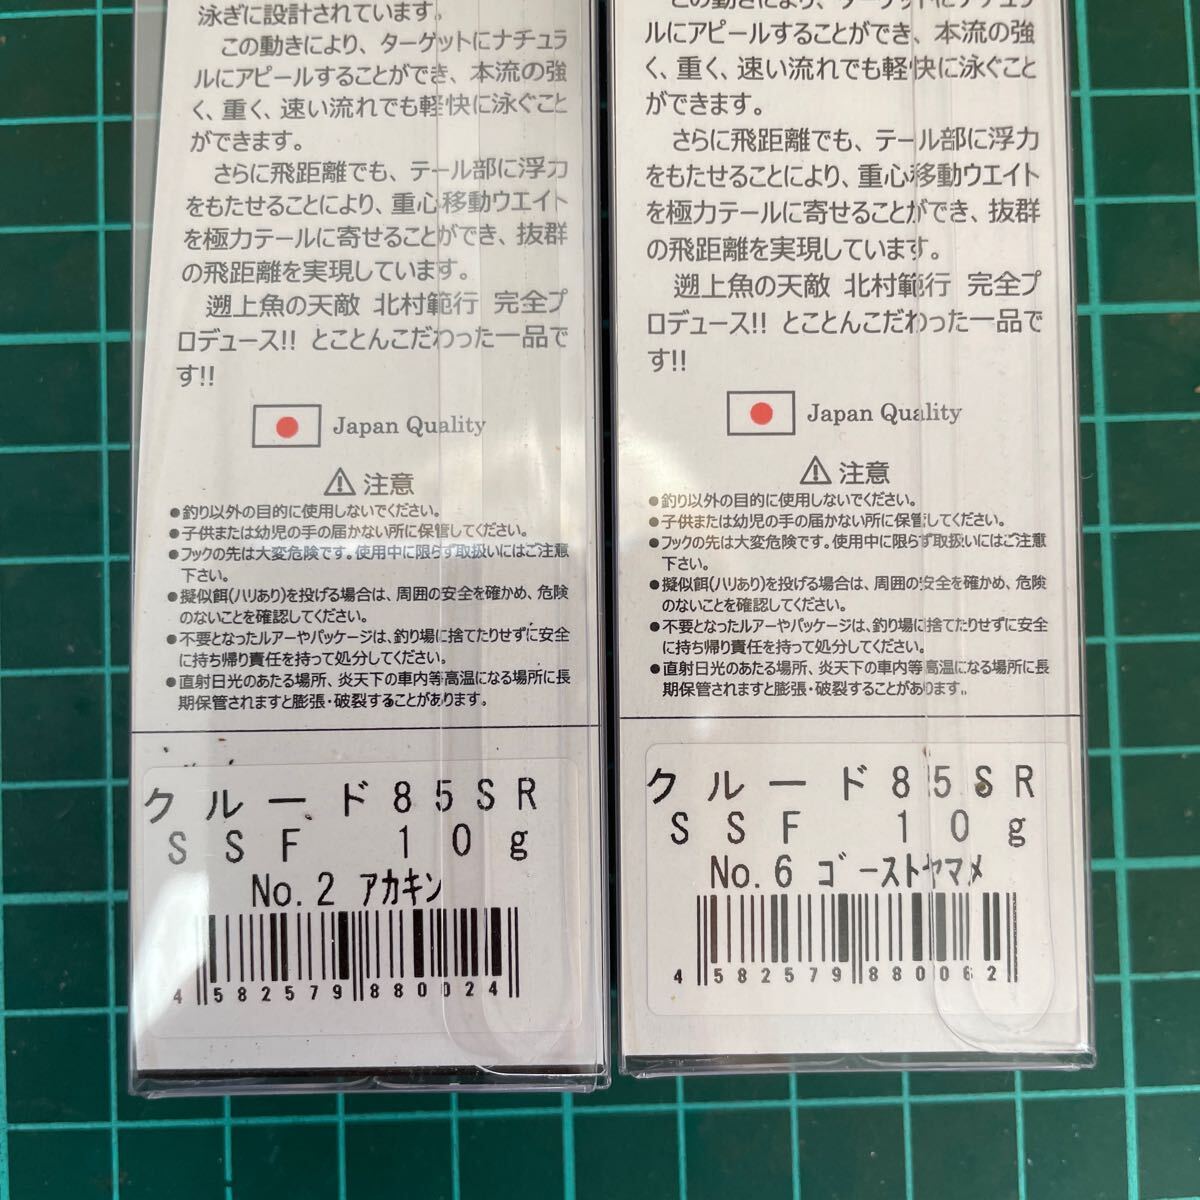 泳ぎに設計されています。
この動きにより、ターゲットにナチュラ
ルにアピールすることができ、本流の強
く、重く、速い流れでも軽快に泳ぐこと
ができます。
さらに飛距離でも、テール部に浮力
をもたせることにより、重心移動ウエイト
を極力テールに寄せることができ、抜群
の飛距離を実現しています。
遡上魚の天敵 北村範行 完全プ
ロデュース!! とことんこだわった一品で
す!!
Japan Quality
注意
●釣り以外の目的に使用しないでください。
●子供または幼児の手の届かない所に保管してください。
●フックの先は大変危険です。使用中に限らず取扱いにはご注意
下さい。
●擬似餌(ハリあり)を投げる場合は、周囲の安全を確かめ、危険
のないことを確認してください。
●不要となったルアーやパッケージは、釣り場に捨てたりせずに安全
に持ち帰り責任を持って処分してください。
●直射日光のあたる場所、炎天下の車内等高温になる場所に長
期保管されますと膨張・破裂することがあります。
クルード85SR
SSF 10g
No.2 アカキン
4 582579 880024
ルにアピールすることができ、本流の強
く、重く、速い流れでも軽快に泳ぐこと
ができます。
さらに飛距離でも、テール部に浮力
をもたせることにより、重心移動ウエイト
を極力テールに寄せることができ、抜群
の飛距離を実現しています。
遡上魚の天敵 北村範行 完全プ
ロデュース!! とことんこだわった一品で
す!!
Japan Quality
注意
●釣り以外の目的に使用しないでください。
●子供または幼児の手の届かない所に保管してください。
●フックの先は大変危険です。使用中に限らず取扱いにはご注意
下さい。
●擬似餌(ハリあり)を投げる場合は、周囲の安全を確かめ、危険
のないことを確認してください。
●不要となったルアーやパッケージは、釣り場に捨てたりせずに安全
に持ち帰り責任を持って処分してください。
●直射日光のあたる場所、炎天下の車内等高温になる場所に長
期保管されますと膨張・破裂することがあります。
クルード85SR
SSF 10g
No.6 ゴーストヤマメ
4 582579 880062